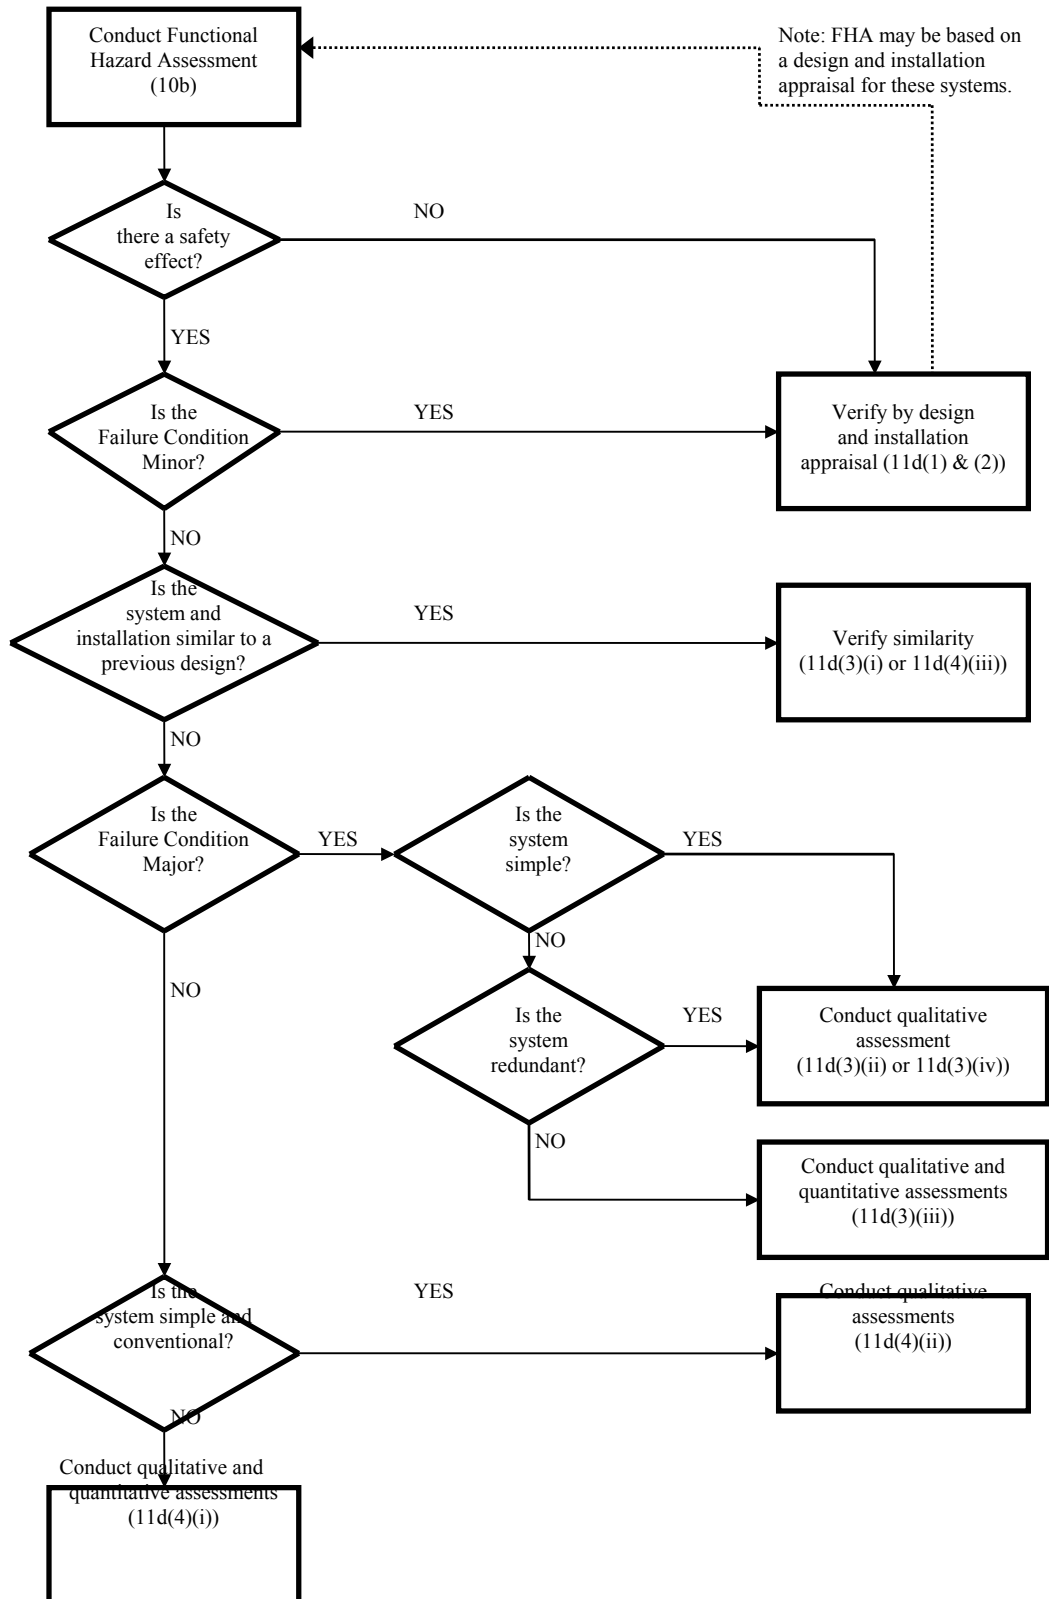 Conduct Functional
Hazard Assessment
(10b)
Note: FHA may be based on
a design and installation
appraisal for these systems.
Is
there a safety
effect?
NO
YES
Is the
Failure Condition
Minor?
YES
Verify by design
and installation
appraisal (11d(1) & (2))
NO
Is the
system and
installation similar to a
previous design?
YES
Verify similarity
(11d(3)(i) or 11d(4)(iii))
NO
Is the
Failure Condition
Major?
YES
Is the
system
simple?
YES
NO
NO
Is the
system
redundant?
YES
Conduct qualitative
assessment
(11d(3)(ii) or 11d(3)(iv))
NO
Conduct qualitative and
quantitative assessments
(11d(3)(iii))
Is the
system simple and
conventional?
YES
Conduct qualitative
assessments
(11d(4)(ii))
NO
Conduct qualitative and
quantitative assessments
(11d(4)(i))